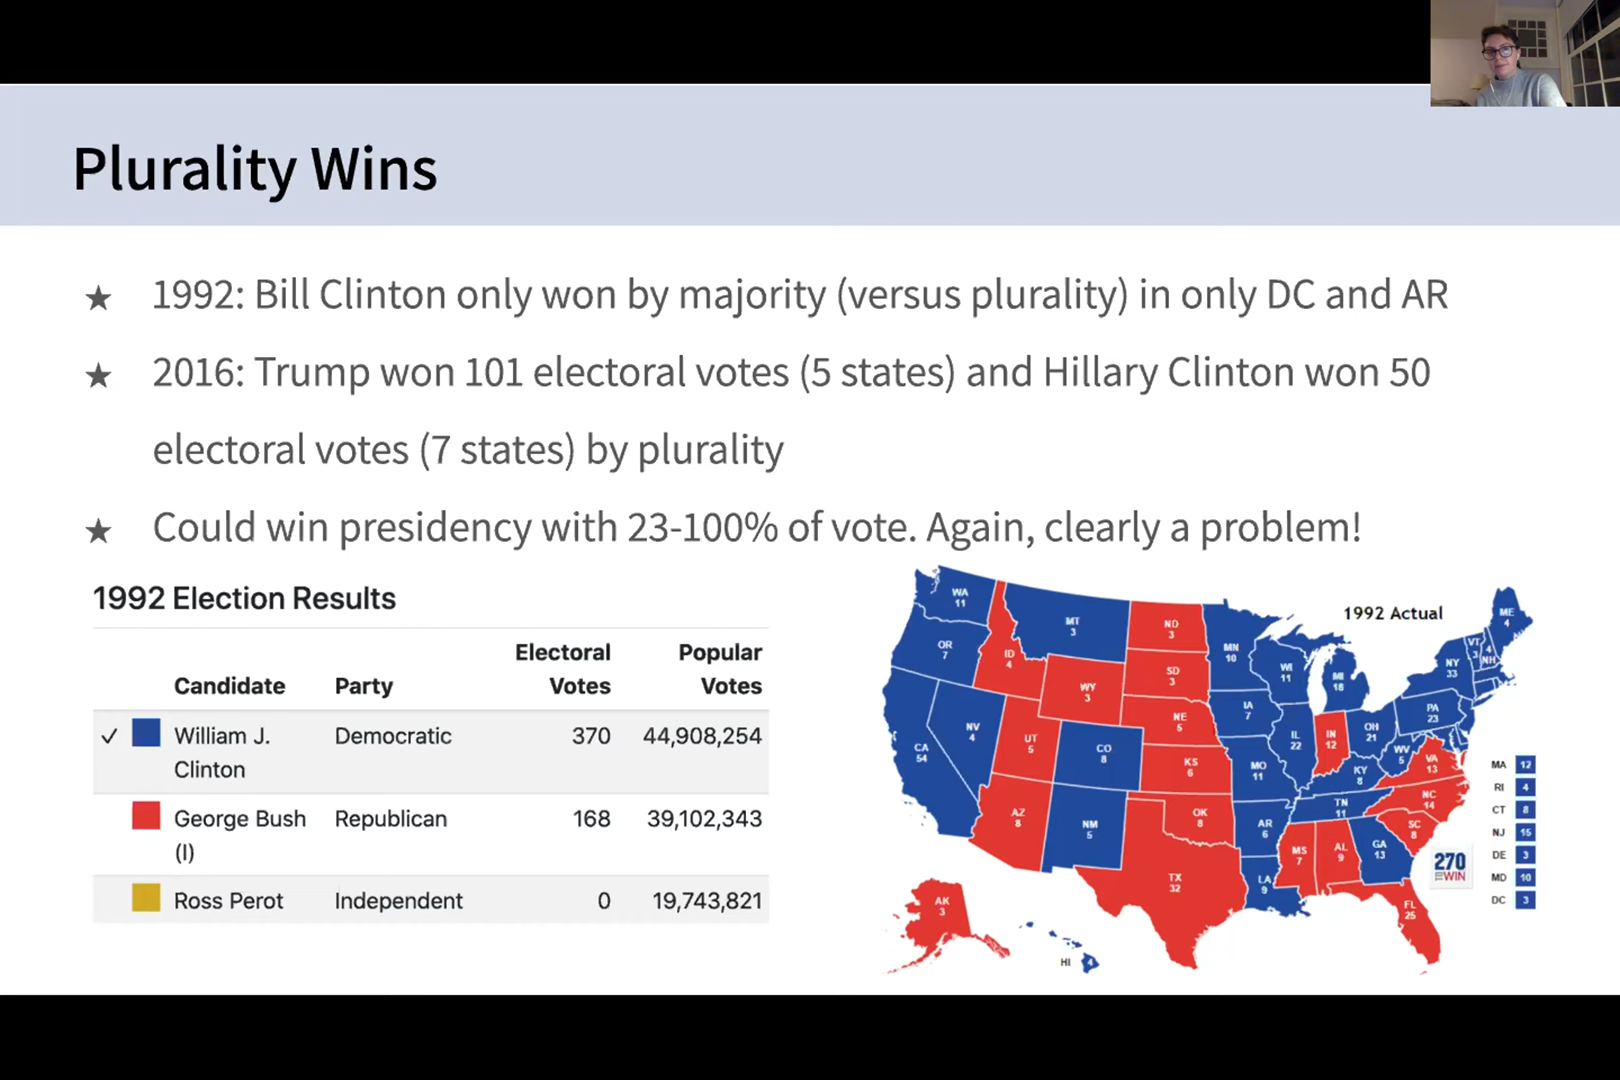 Plurality Wins
★ 1992: Bill Clinton only won by majority (versus plurality) in only DC and AR
★ 2016: Trump won 101 electoral votes (5 states) and Hillary Clinton won 50
electoral votes (7 states) by plurality
★ Could win presidency with 23-100% of vote. Again, clearly a problem!
1992 Election Results
Candidate Party Electoral Votes Popular Votes
✓ William J. Clinton Democratic 370 44,908,254
George Bush (I) Republican 168 39,102,343
Ross Perot Independent 0 19,743,821
1992 Actual
WA 11
OR 7
CA 54
NV 4
ID 4
MT 3
WY 3
UT 5
AZ 8
CO 8
NM 5
ND 3
SD 3
NE 5
KS 6
OK 8
TX 32
MN 10
IA 7
MO 11
AR 6
LA 9
WI 11
IL 22
MI 18
IN 12
OH 21
KY 8
TN 11
MS 7
AL 9
GA 13
FL 25
SC 8
NC 14
VA 13
WV 5
PA 23
NY 33
VT 3
4 NH
ME 4
AK 3
HI 4
MA 12
RI 4
CT 8
NJ 15
DE 3
MD 10
DC 3
270
TO WIN